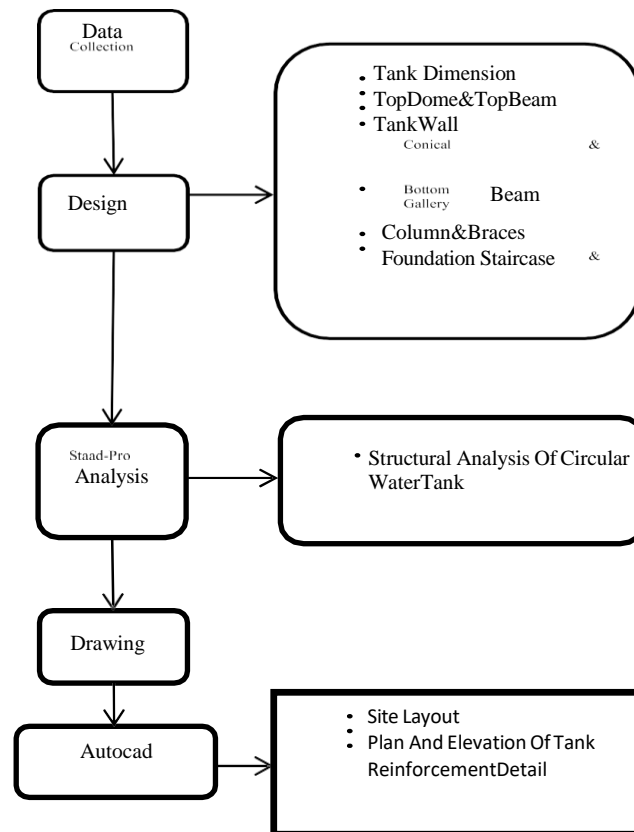 Data
Collection
• Tank Dimension
• TopDome&TopBeam
• TankWall
Conical &
Design
• Bottom Beam
Gallery
• Column&Braces
• Foundation Staircase &
Staad-Pro
Analysis
• Structural Analysis Of Circular
WaterTank
Drawing
Autocad
• Site Layout
•
• Plan And Elevation Of Tank
ReinforcementDetail